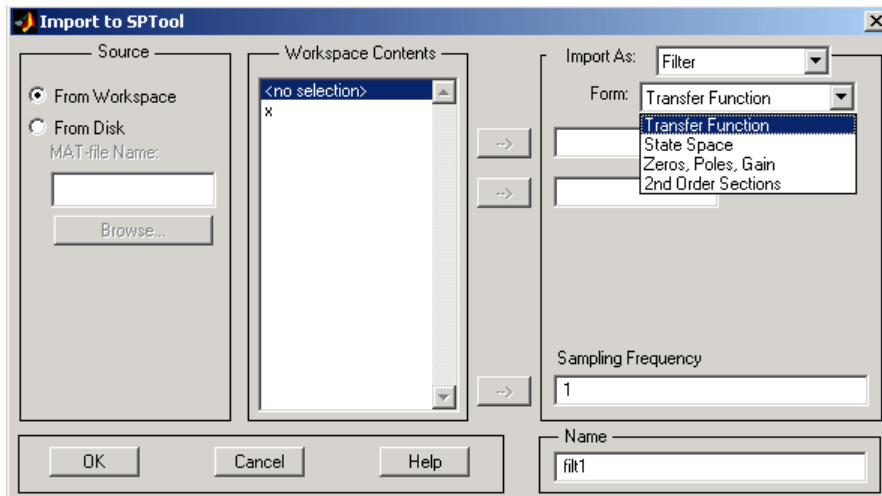 Import to SPTool
Source
From Workspace
From Disk
MAT-file Name:
Browse...
Workspace Contents
<no selection>
x
-->
-->
-->
Import As: Filter
Form: Transfer Function
Transfer Function
State Space
Zeros, Poles, Gain
2nd Order Sections
Sampling Frequency
1
OK Cancel Help
Name
filt1